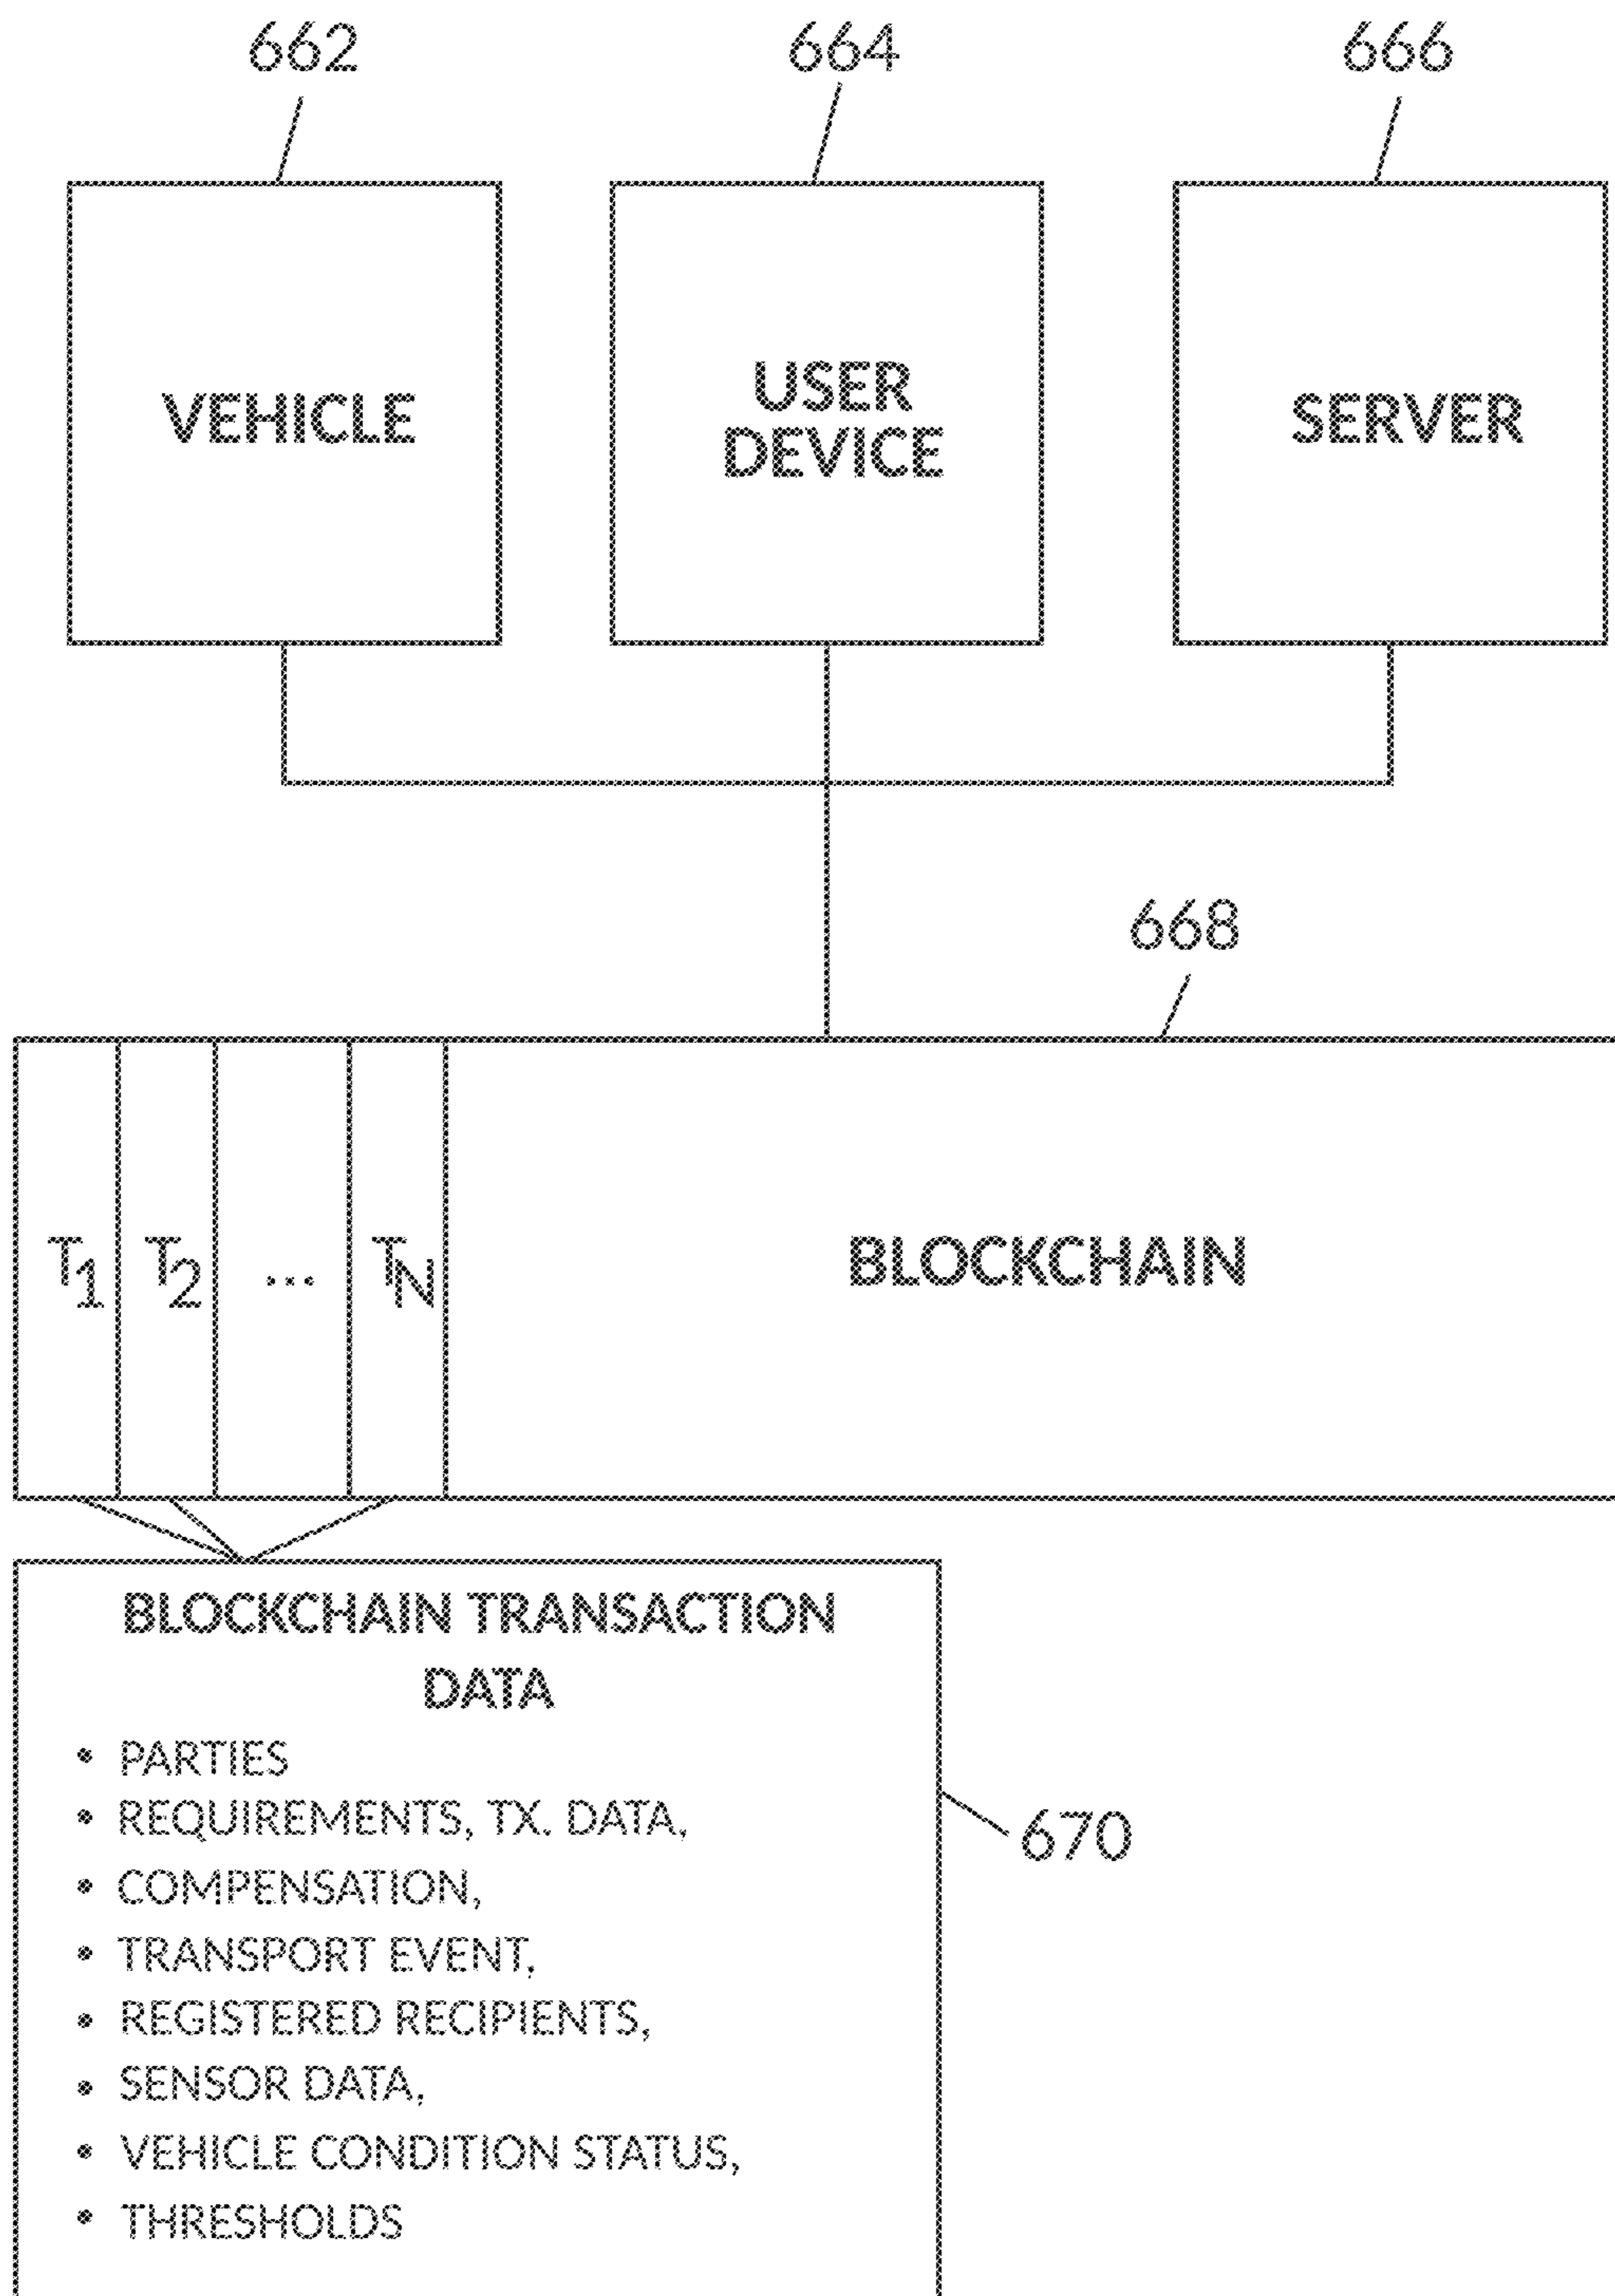 662 664 666
VEHICLE
USER
DEVICE
SERVER
668
T1 T2 ... TN
BLOCKCHAIN
BLOCKCHAIN TRANSACTION
DATA
• PARTIES
• REQUIREMENTS, TX. DATA,
• COMPENSATION,
• TRANSPORT EVENT,
• REGISTERED RECIPIENTS,
• SENSOR DATA,
• VEHICLE CONDITION STATUS,
• THRESHOLDS
670